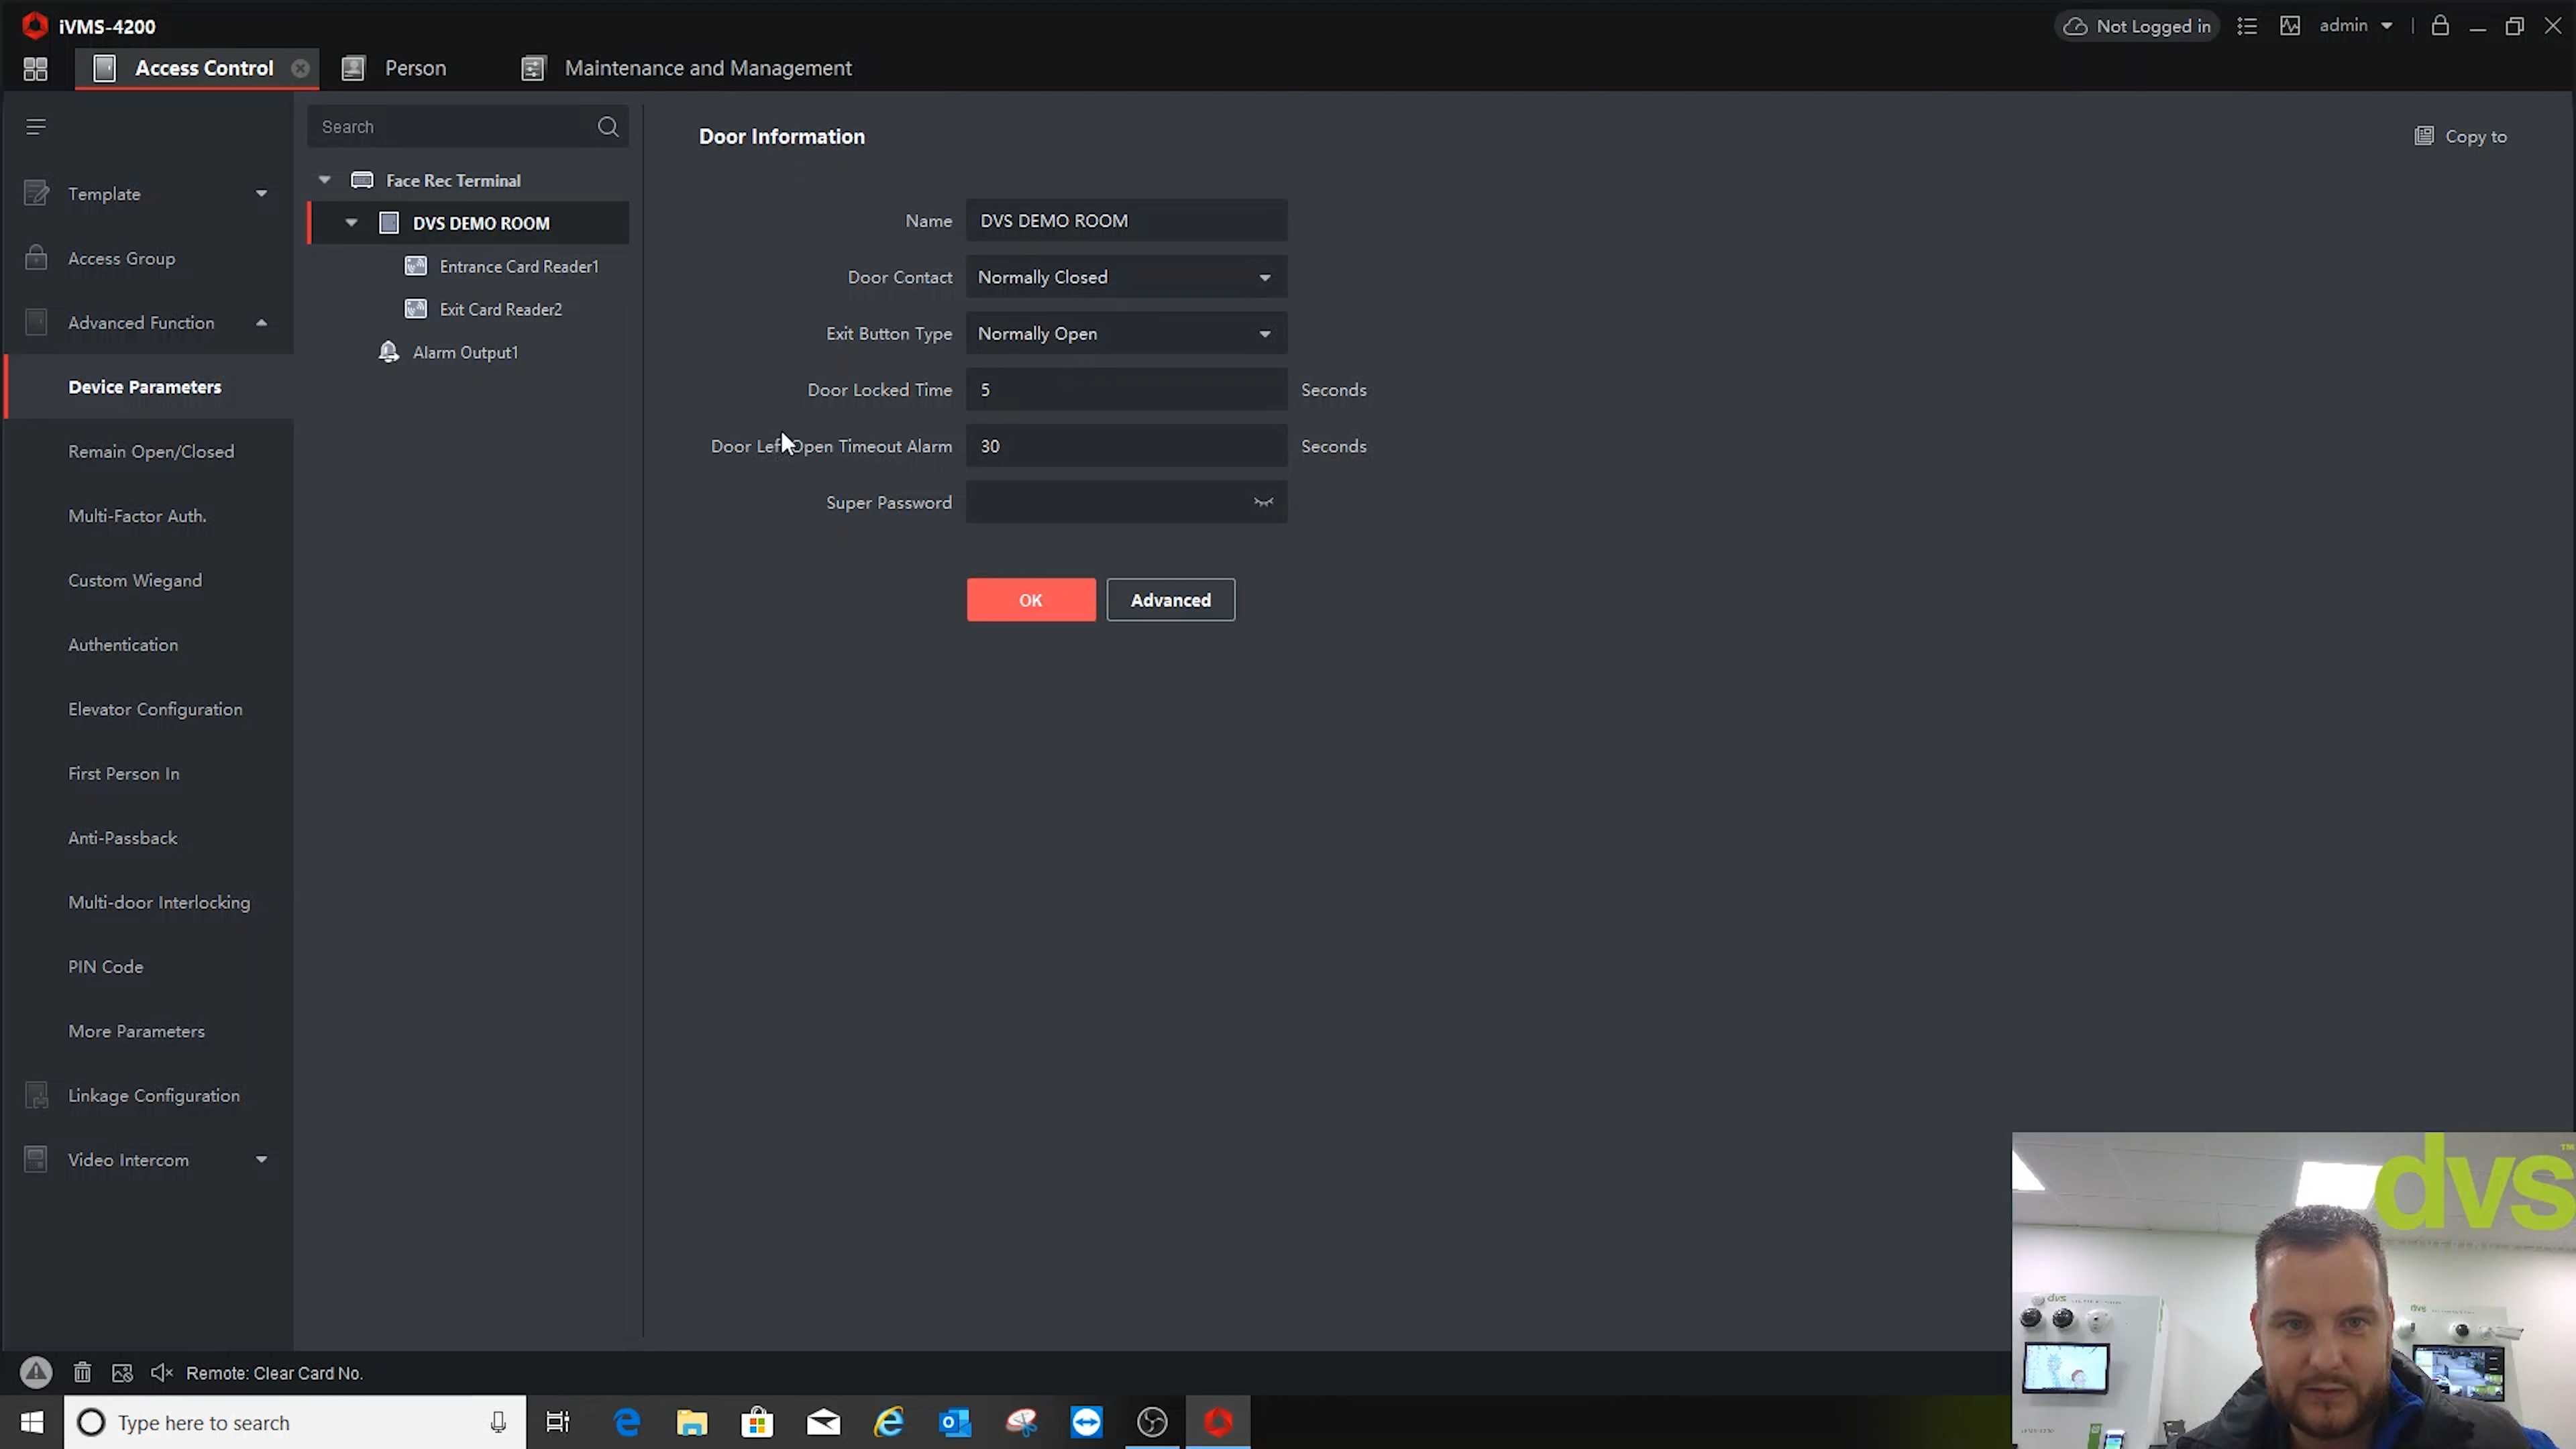 iVMS-4200
Not Logged in
admin
Access Control
Person
Maintenance and Management
Search
Door Information
Copy to
Template
Access Group
Advanced Function
Device Parameters
Remain Open/Closed
Multi-Factor Auth.
Custom Wiegand
Authentication
Elevator Configuration
First Person In
Anti-Passback
Multi-door Interlocking
PIN Code
More Parameters
Linkage Configuration
Video Intercom
Face Rec Terminal
DVS DEMO ROOM
Entrance Card Reader1
Exit Card Reader2
Alarm Output1
Name DVS DEMO ROOM
Door Contact Normally Closed
Exit Button Type Normally Open
Door Locked Time 5 Seconds
Door Left Open Timeout Alarm 30 Seconds
Super Password
OK Advanced
dvs™
dvs
dvs
Remote: Clear Card No.
Type here to search